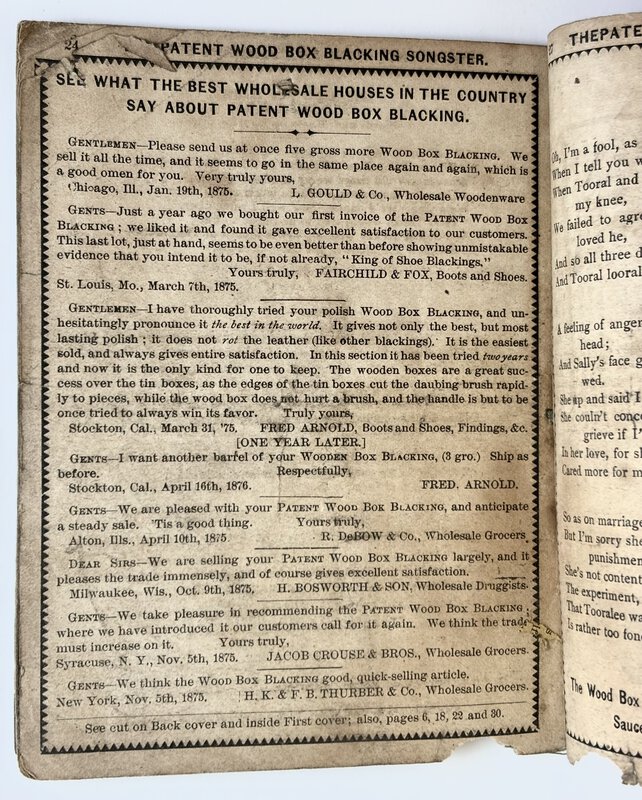 24 PATENT WOOD BOX BLACKING SONGSTER.
SEE WHAT THE BEST WHOLESALE HOUSES IN THE COUNTRY
SAY ABOUT PATENT WOOD BOX BLACKING.
GENTLEMEN—Please send us at once five gross more WOOD BOX BLACKING. We
sell it all the time, and it seems to go in the same place again and again, which is
a good omen for you. Very truly yours,
Chicago, Ill., Jan. 19th, 1875. L. GOULD & Co., Wholesale Woodenware
GENTS—Just a year ago we bought our first invoice of the PATENT WOOD BOX
BLACKING ; we liked it and found it gave excellent satisfaction to our customers.
This last lot, just at hand, seems to be even better than before showing unmistakable
evidence that you intend it to be, if not already, "King of Shoe Blackings."
Yours truly, FAIRCHILD & FOX, Boots and Shoes.
St. Louis, Mo., March 7th, 1875.
GENTLEMEN—I have thoroughly tried your polish WOOD BOX BLACKING, and un-
hesitatingly pronounce it the best in the world. It gives not only the best, but most
lasting polish ; it does not rot the leather (like other blackings). It is the easiest
sold, and always gives entire satisfaction. In this section it has been tried two years
and now it is the only kind for one to keep. The wooden boxes are a great suc-
cess over the tin boxes, as the edges of the tin boxes cut the daubing brush rapid-
ly to pieces, while the wood box does not hurt a brush, and the handle is but to be
once tried to always win its favor. Truly yours,
Stockton, Cal., March 31, '75. FRED ARNOLD, Boots and Shoes, Findings, &c.
[ONE YEAR LATER.]
GENTS—I want another barrel of your WOODEN BOX BLACKING, (3 gro.) Ship as
before. Respectfully,
Stockton, Cal., April 16th, 1876. FRED. ARNOLD.
GENTS—We are pleased with your PATENT WOOD BOX BLACKING, and anticipate
a steady sale. 'Tis a good thing. Yours truly,
Alton, Ills., April 10th, 1875 R. DEBOW & Co., Wholesale Grocers
DEAR SIRS—We are selling your PATENT WOOD BOX BLACKING largely, and it
pleases the trade immensely, and of course gives excellent satisfaction.
Milwaukee, Wis., Oct. 9th, 1875. H. BOSWORTH & SON, Wholesale Druggists.
GENTS—We take pleasure in recommending the PATENT WOOD BOX BLACKING ;
where we have introduced it our customers call for it again. We think the trade
must increase on it. Yours truly,
Syracuse, N. Y., Nov. 5th, 1875. JACOB CROUSE & BROS., Wholesale Grocers.
GENTS—We think the WOOD BOX BLACKING good, quick-selling article.
New York, Nov. 5th, 1875. H. K. & F. B. THURBER & Co., Wholesale Grocers.
See cut on Back cover and inside First cover; also, pages 6, 18, 22 and 30.
THE PATEN
Oh, I'm a fool, as
When I tell you w
When Tooral and
my knee,
We failed to agre
loved he,
And so all three d
And Tooral looral
A feeling of anger
head ;
And Sally's face g
wed.
She up and said I
She couln't conce
grieve if I'
In her love, for sh
Cared more for m
So as on marriage
But I'm sorry she
punishmen
She's not content
The experiment,
That Tooralee wa
Is rather too fond
The Wood Box
Sauce